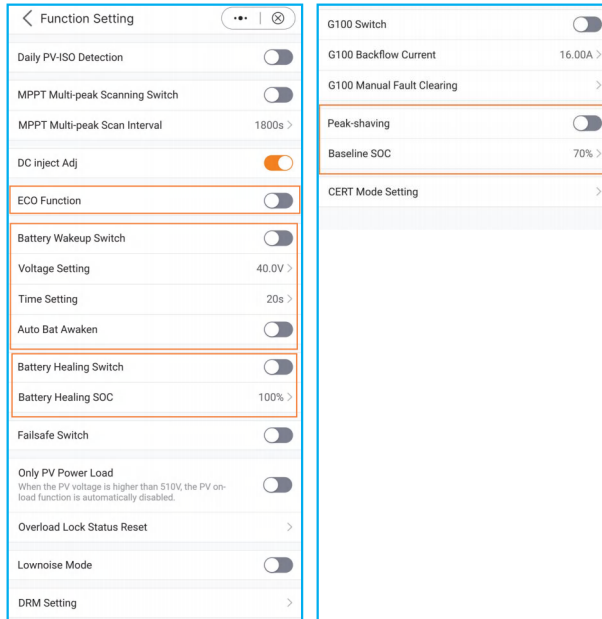 Function Setting
Daily PV-ISO Detection
MPPT Multi-peak Scanning Switch
MPPT Multi-peak Scan Interval 1800s
DC inject Adj
ECO Function
Battery Wakeup Switch
Voltage Setting 40.0V
Time Setting 20s
Auto Bat Awaken
Battery Healing Switch
Battery Healing SOC 100%
Failsafe Switch
Only PV Power Load
When the PV voltage is higher than 510V, the PV on-
load function is automatically disabled.
Overload Lock Status Reset
Lownoise Mode
DRM Setting
G100 Switch
G100 Backflow Current 16.00A
G100 Manual Fault Clearing
Peak-shaving
Baseline SOC 70%
CERT Mode Setting